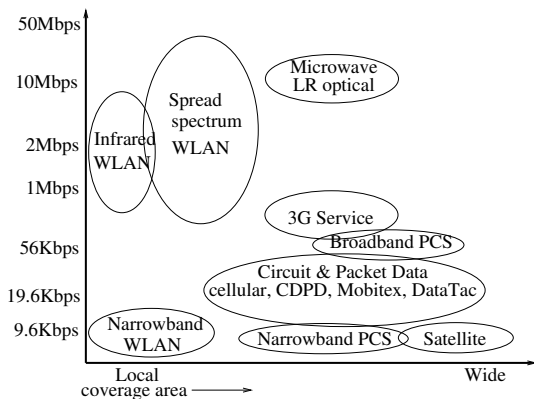 50Mbps
10Mbps
2Mbps
1Mbps
56Kbps
19.6Kbps
9.6Kbps
Microwave
LR optical
Spread
spectrum
WLAN
Infrared
WLAN
3G Service
Broadband PCS
Circuit & Packet Data
cellular, CDPD, Mobitex, DataTac
Narrowband
WLAN
Narrowband PCS
Satellite
Local
Wide
coverage area